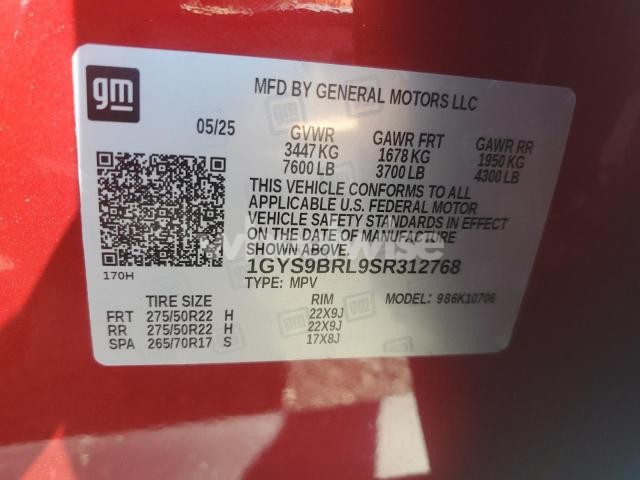 gm
MFD BY GENERAL MOTORS LLC
05/25
GVWR GAWR FRT GAWR RR
3447 KG 1678 KG 1950 KG
7600 LB 3700 LB 4300 LB
THIS VEHICLE CONFORMS TO ALL
APPLICABLE U.S. FEDERAL MOTOR
VEHICLE SAFETY STANDARDS IN EFFECT
ON THE DATE OF MANUFACTURE
SHOWN ABOVE.
1GYS9BRL9SR312768
170H
TYPE: MPV MODEL: 986K10706
TIRE SIZE RIM
FRT 275/50R22 H 22X9J
RR 275/50R22 H 22X9J
SPA 265/70R17 S 17X8J